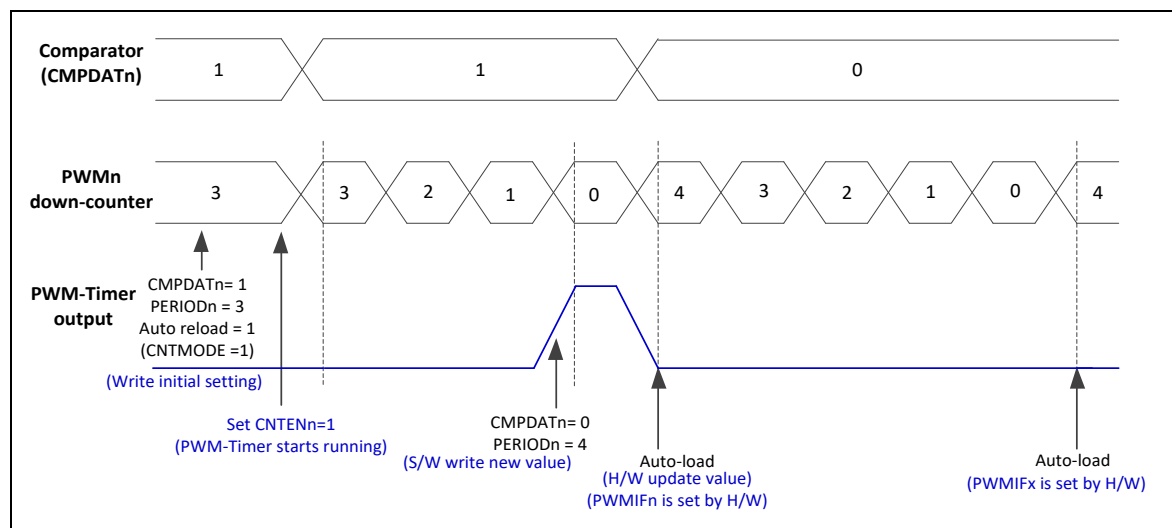 Comparator
(CMPDATn)
1
1
0
PWMn
down-counter
3
3
2
1
0
4
3
2
1
0
4
PWM-Timer
output
CMPDATn= 1
PERIODn = 3
Auto reload = 1
(CNTMODE =1)
(Write initial setting)
Set CNTENn=1
(PWM-Timer starts running)
CMPDATn= 0
PERIODn = 4
(S/W write new value)
Auto-load
(H/W update value)
(PWMIFn is set by H/W)
Auto-load
(PWMIFx is set by H/W)